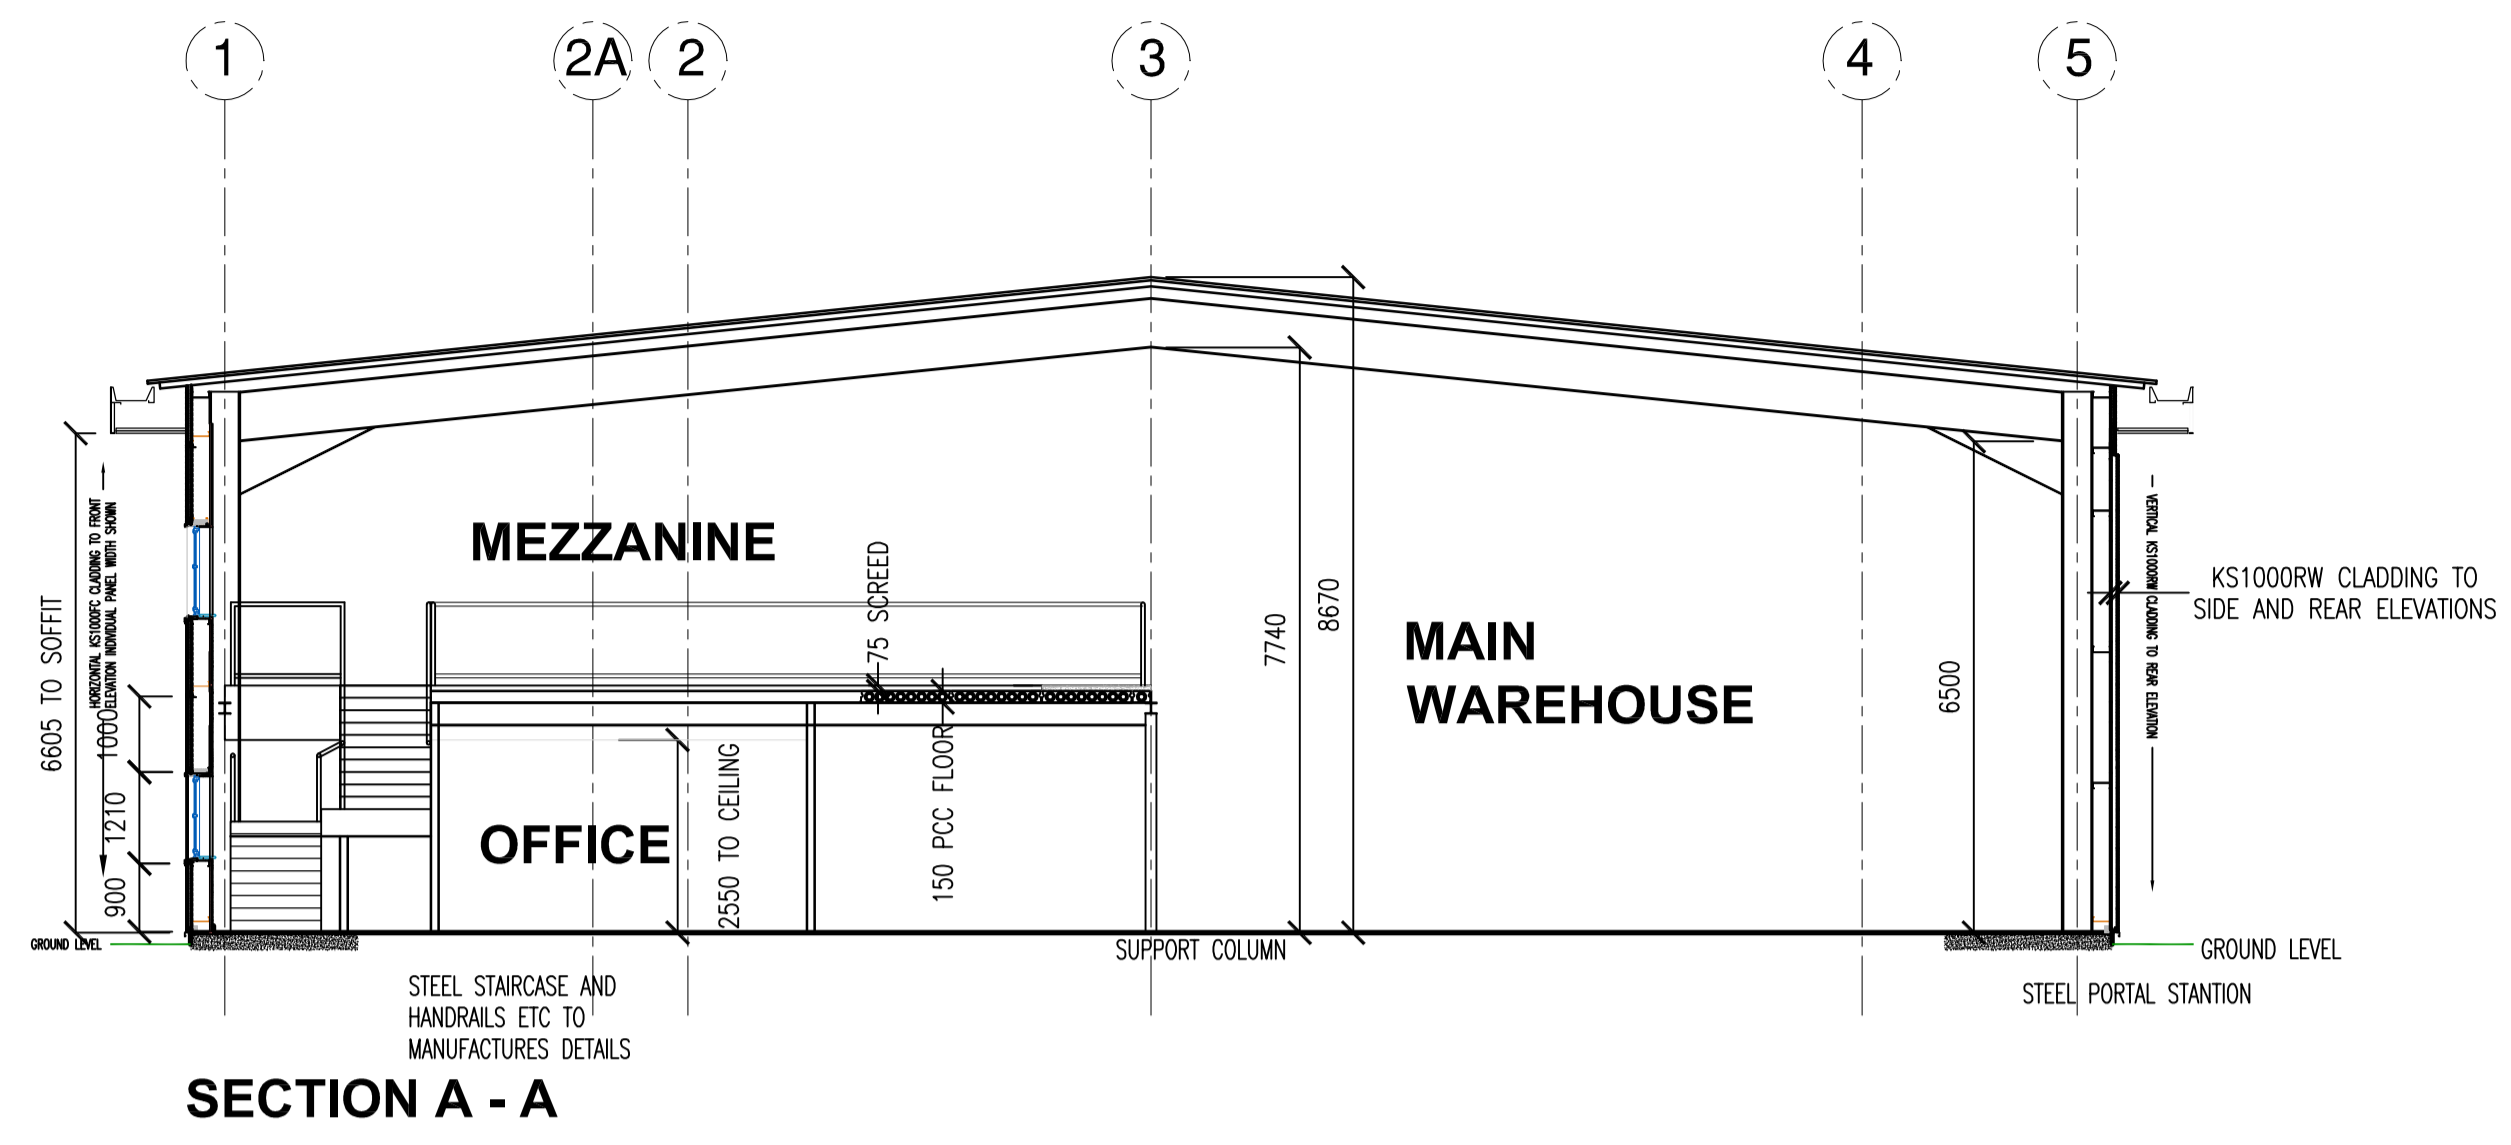 1
2A
2
3
4
5
6605 TO SOFFIT
HORIZONTAL KS1000FC CLADDING TO FRONT
ELEVATION INDIVIDUAL PANEL WIDTH SHOWN
1000
1210
900
GROUND LEVEL
MEZZANINE
75 SCREED
OFFICE
2550 TO CEILING
150 PCC FLOOR
7740
8670
MAIN
WAREHOUSE
6500
VERTICAL KS1000RW CLADDING TO REAR ELEVATION
KS1000RW CLADDING TO
SIDE AND REAR ELEVATIONS
SUPPORT COLUMN
GROUND LEVEL
STEEL PORTAL STANTION
STEEL STAIRCASE AND
HANDRAILS ETC TO
MANUFACTURES DETAILS
SECTION A - A